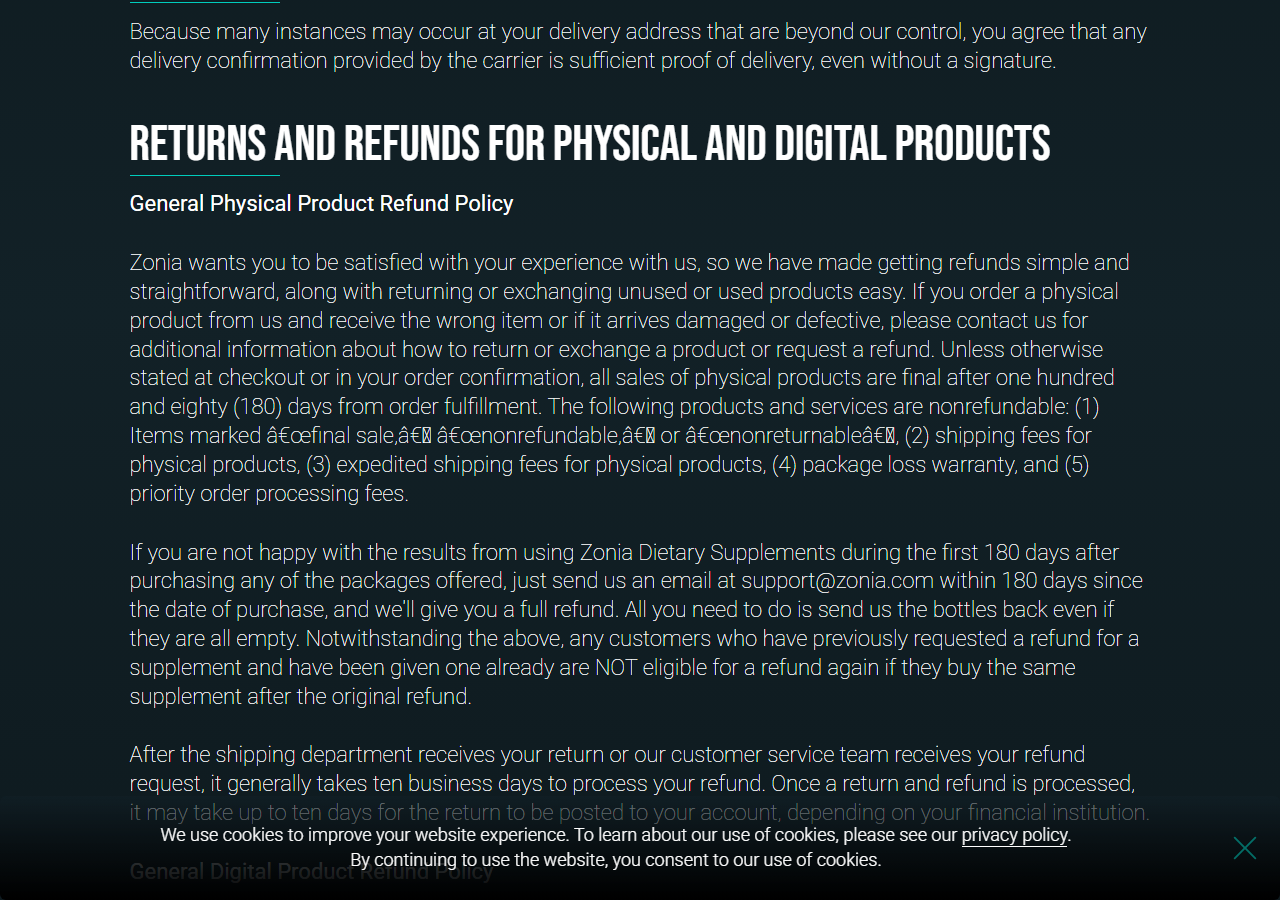 Because many instances may occur at your delivery address that are beyond our control, you agree that any
delivery confirmation provided by the carrier is sufficient proof of delivery, even without a signature.
RETURNS AND REFUNDS FOR PHYSICAL AND DIGITAL PRODUCTS
General Physical Product Refund Policy
Zonia wants you to be satisfied with your experience with us, so we have made getting refunds simple and
straightforward, along with returning or exchanging unused or used products easy. If you order a physical
product from us and receive the wrong item or if it arrives damaged or defective, please contact us for
additional information about how to return or exchange a product or request a refund. Unless otherwise
stated at checkout or in your order confirmation, all sales of physical products are final after one hundred
and eighty (180) days from order fulfillment. The following products and services are nonrefundable: (1)
Items marked â€œfinal sale,â€ â€œnonrefundable,â€ or â€œnonreturnableâ€, (2) shipping fees for
physical products, (3) expedited shipping fees for physical products, (4) package loss warranty, and (5)
priority order processing fees.
If you are not happy with the results from using Zonia Dietary Supplements during the first 180 days after
purchasing any of the packages offered, just send us an email at support@zonia.com within 180 days since
the date of purchase, and we'll give you a full refund. All you need to do is send us the bottles back even if
they are all empty. Notwithstanding the above, any customers who have previously requested a refund for a
supplement and have been given one already are NOT eligible for a refund again if they buy the same
supplement after the original refund.
After the shipping department receives your return or our customer service team receives your refund
request, it generally takes ten business days to process your refund. Once a return and refund is processed,
it may take up to ten days for the return to be posted to your account, depending on your financial institution.
We use cookies to improve your website experience. To learn about our use of cookies, please see our privacy policy.
By continuing to use the website, you consent to our use of cookies.
General Digital Product Refund Policy